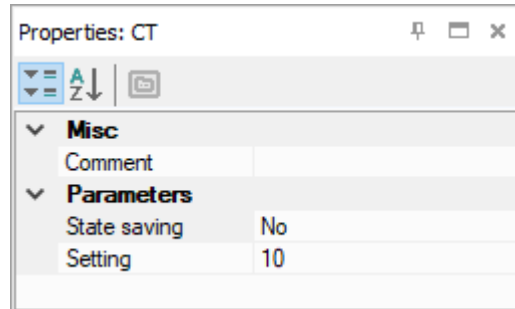 Properties: CT
A
Z
Misc
Comment
Parameters
State saving No
Setting 10